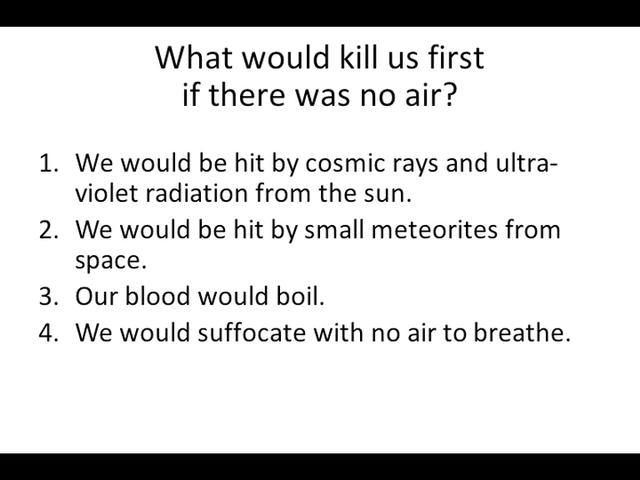 What would kill us first
if there was no air?
1. We would be hit by cosmic rays and ultra-
violet radiation from the sun.
2. We would be hit by small meteorites from
space.
3. Our blood would boil.
4. We would suffocate with no air to breathe.